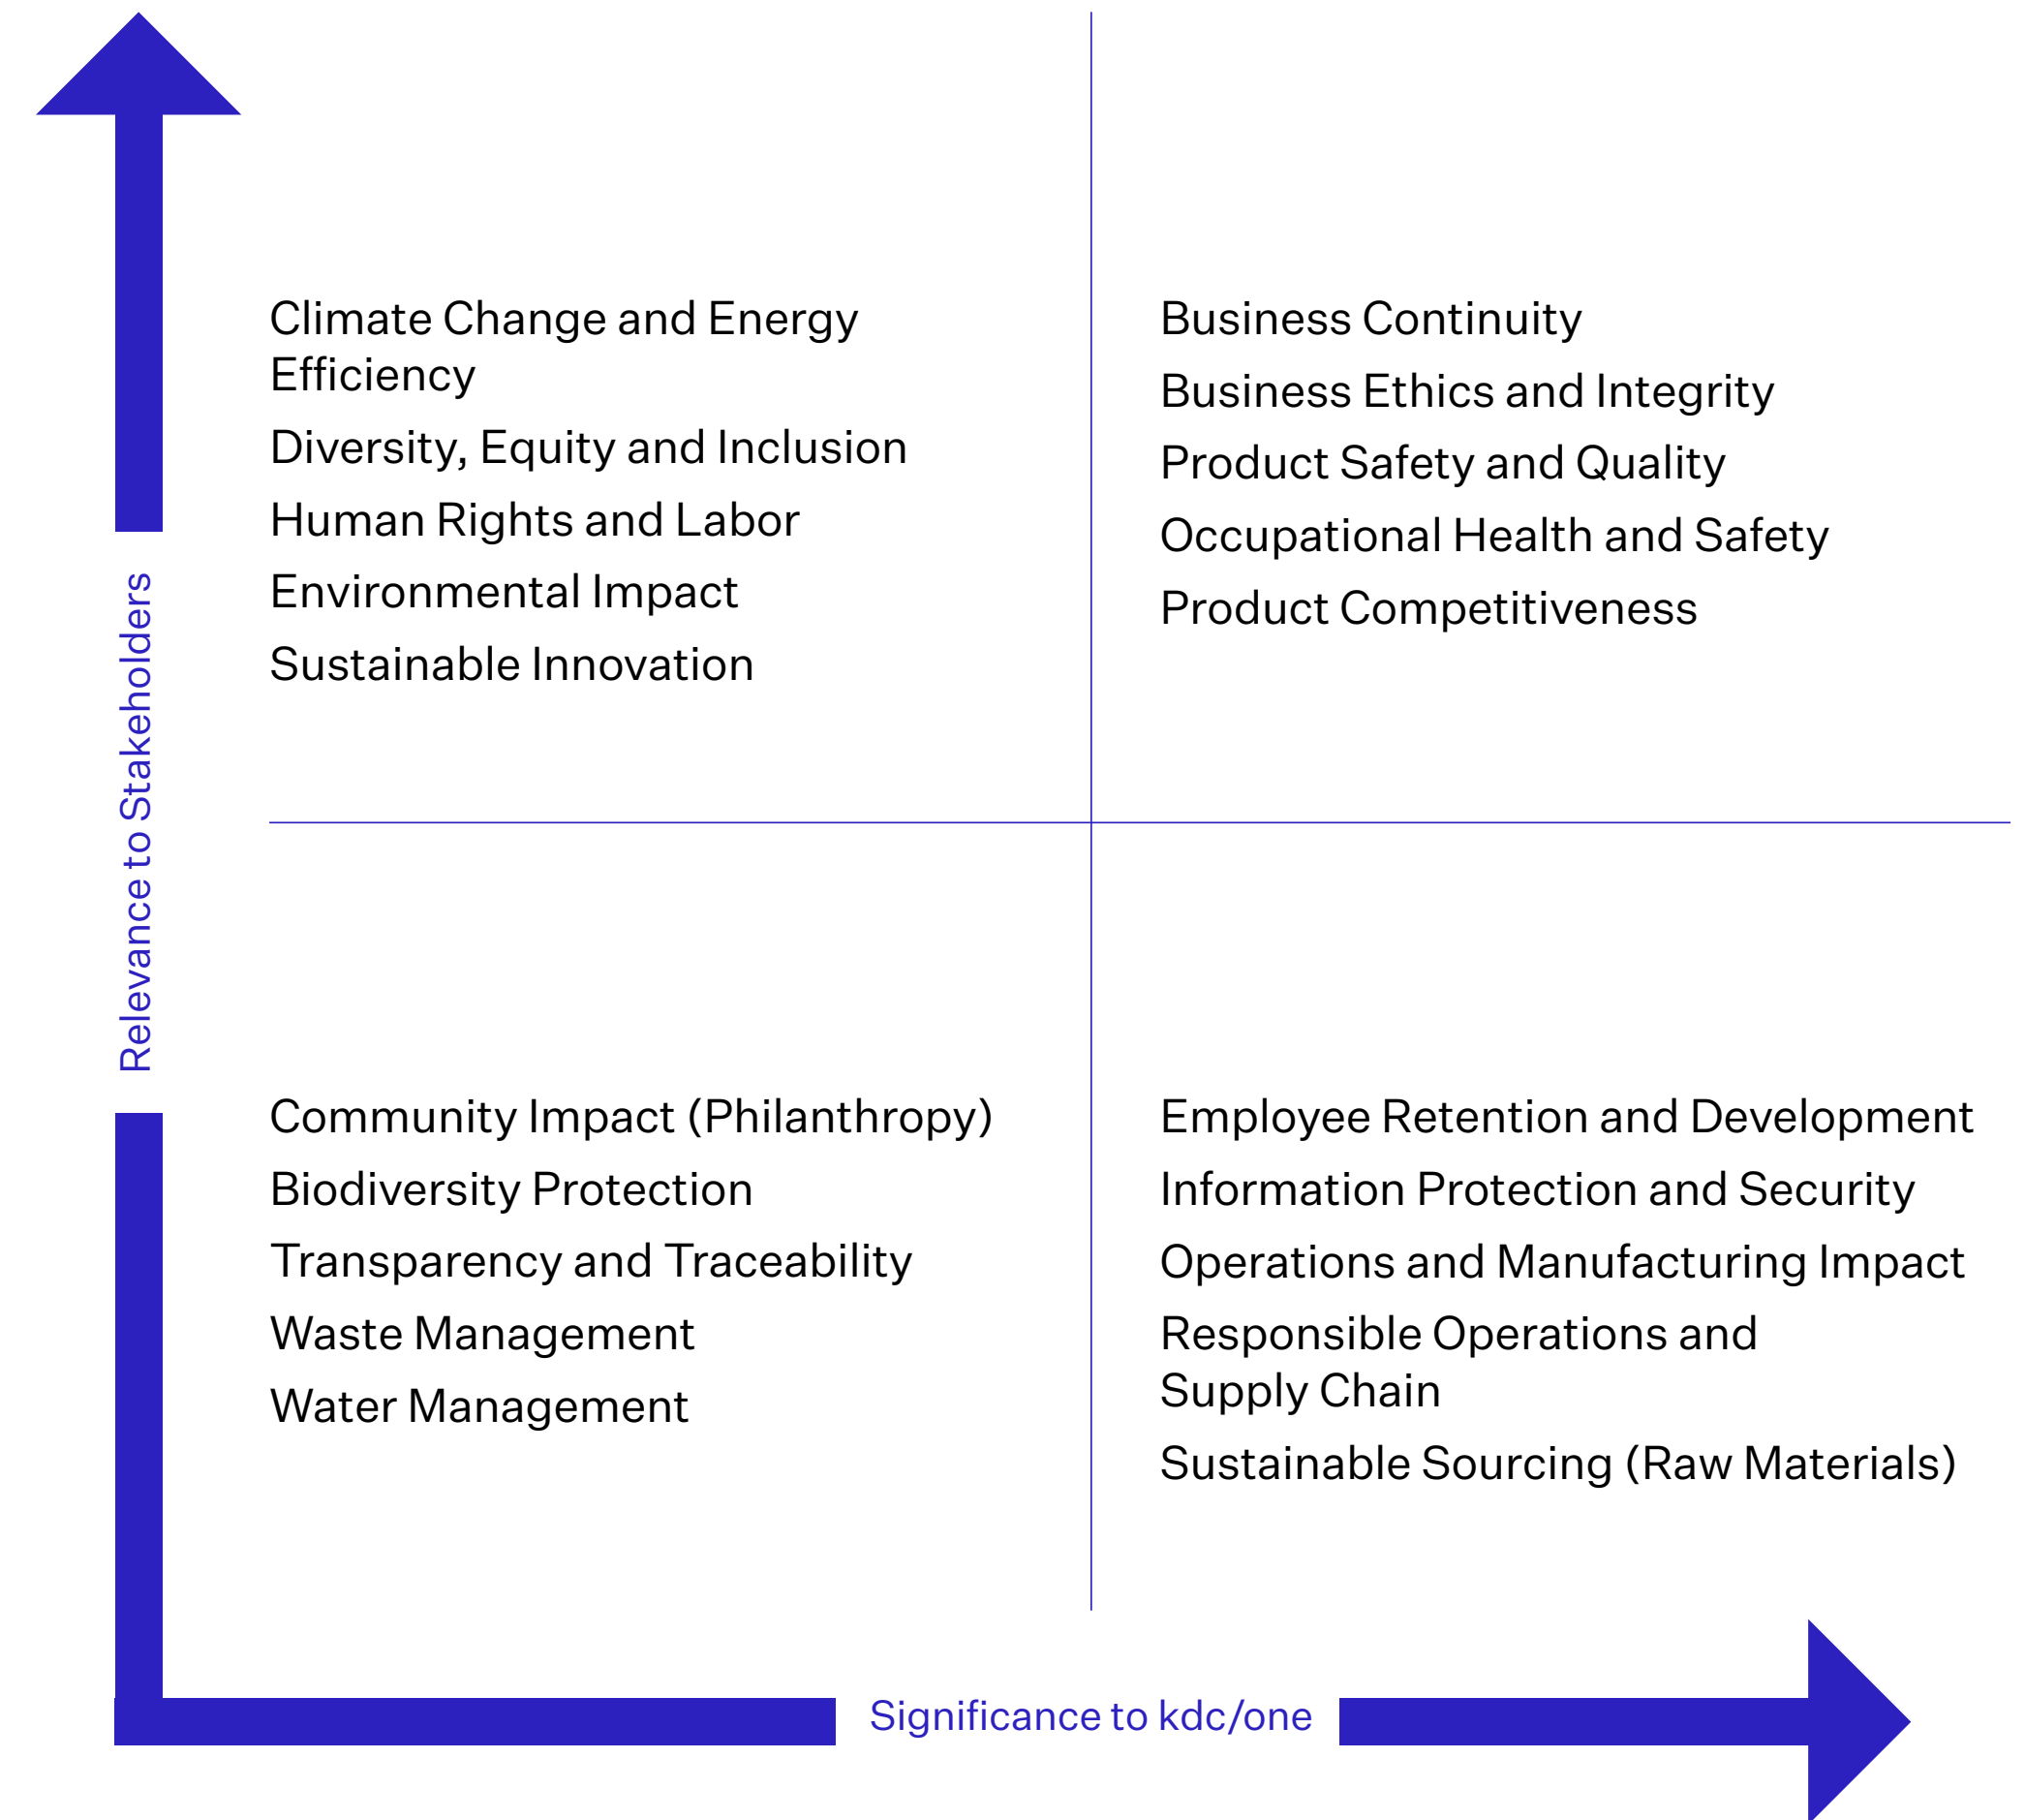 Relevance to Stakeholders
Climate Change and Energy
Efficiency
Diversity, Equity and Inclusion
Human Rights and Labor
Environmental Impact
Sustainable Innovation
Business Continuity
Business Ethics and Integrity
Product Safety and Quality
Occupational Health and Safety
Product Competitiveness
Community Impact (Philanthropy)
Biodiversity Protection
Transparency and Traceability
Waste Management
Water Management
Employee Retention and Development
Information Protection and Security
Operations and Manufacturing Impact
Responsible Operations and
Supply Chain
Sustainable Sourcing (Raw Materials)
Significance to kdc/one